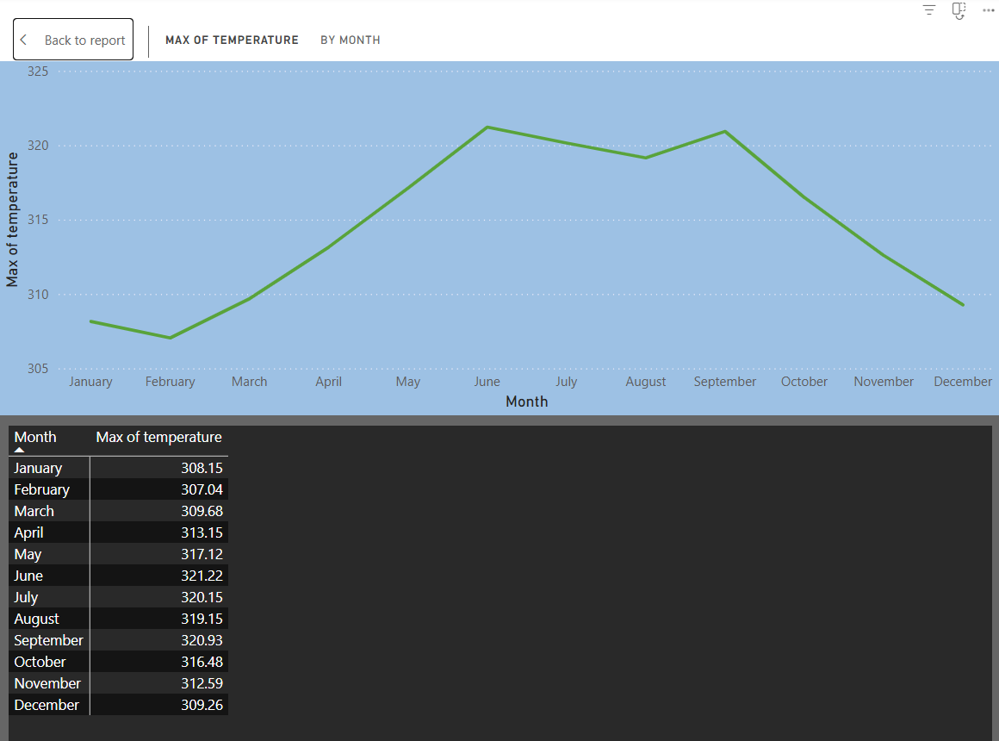 Back to report
MAX OF TEMPERATURE BY MONTH
325
320
315
310
305
Max of temperature
January February March April May June July August September October November December
Month
Month Max of temperature
January 308.15
February 307.04
March 309.68
April 313.15
May 317.12
June 321.22
July 320.15
August 319.15
September 320.93
October 316.48
November 312.59
December 309.26